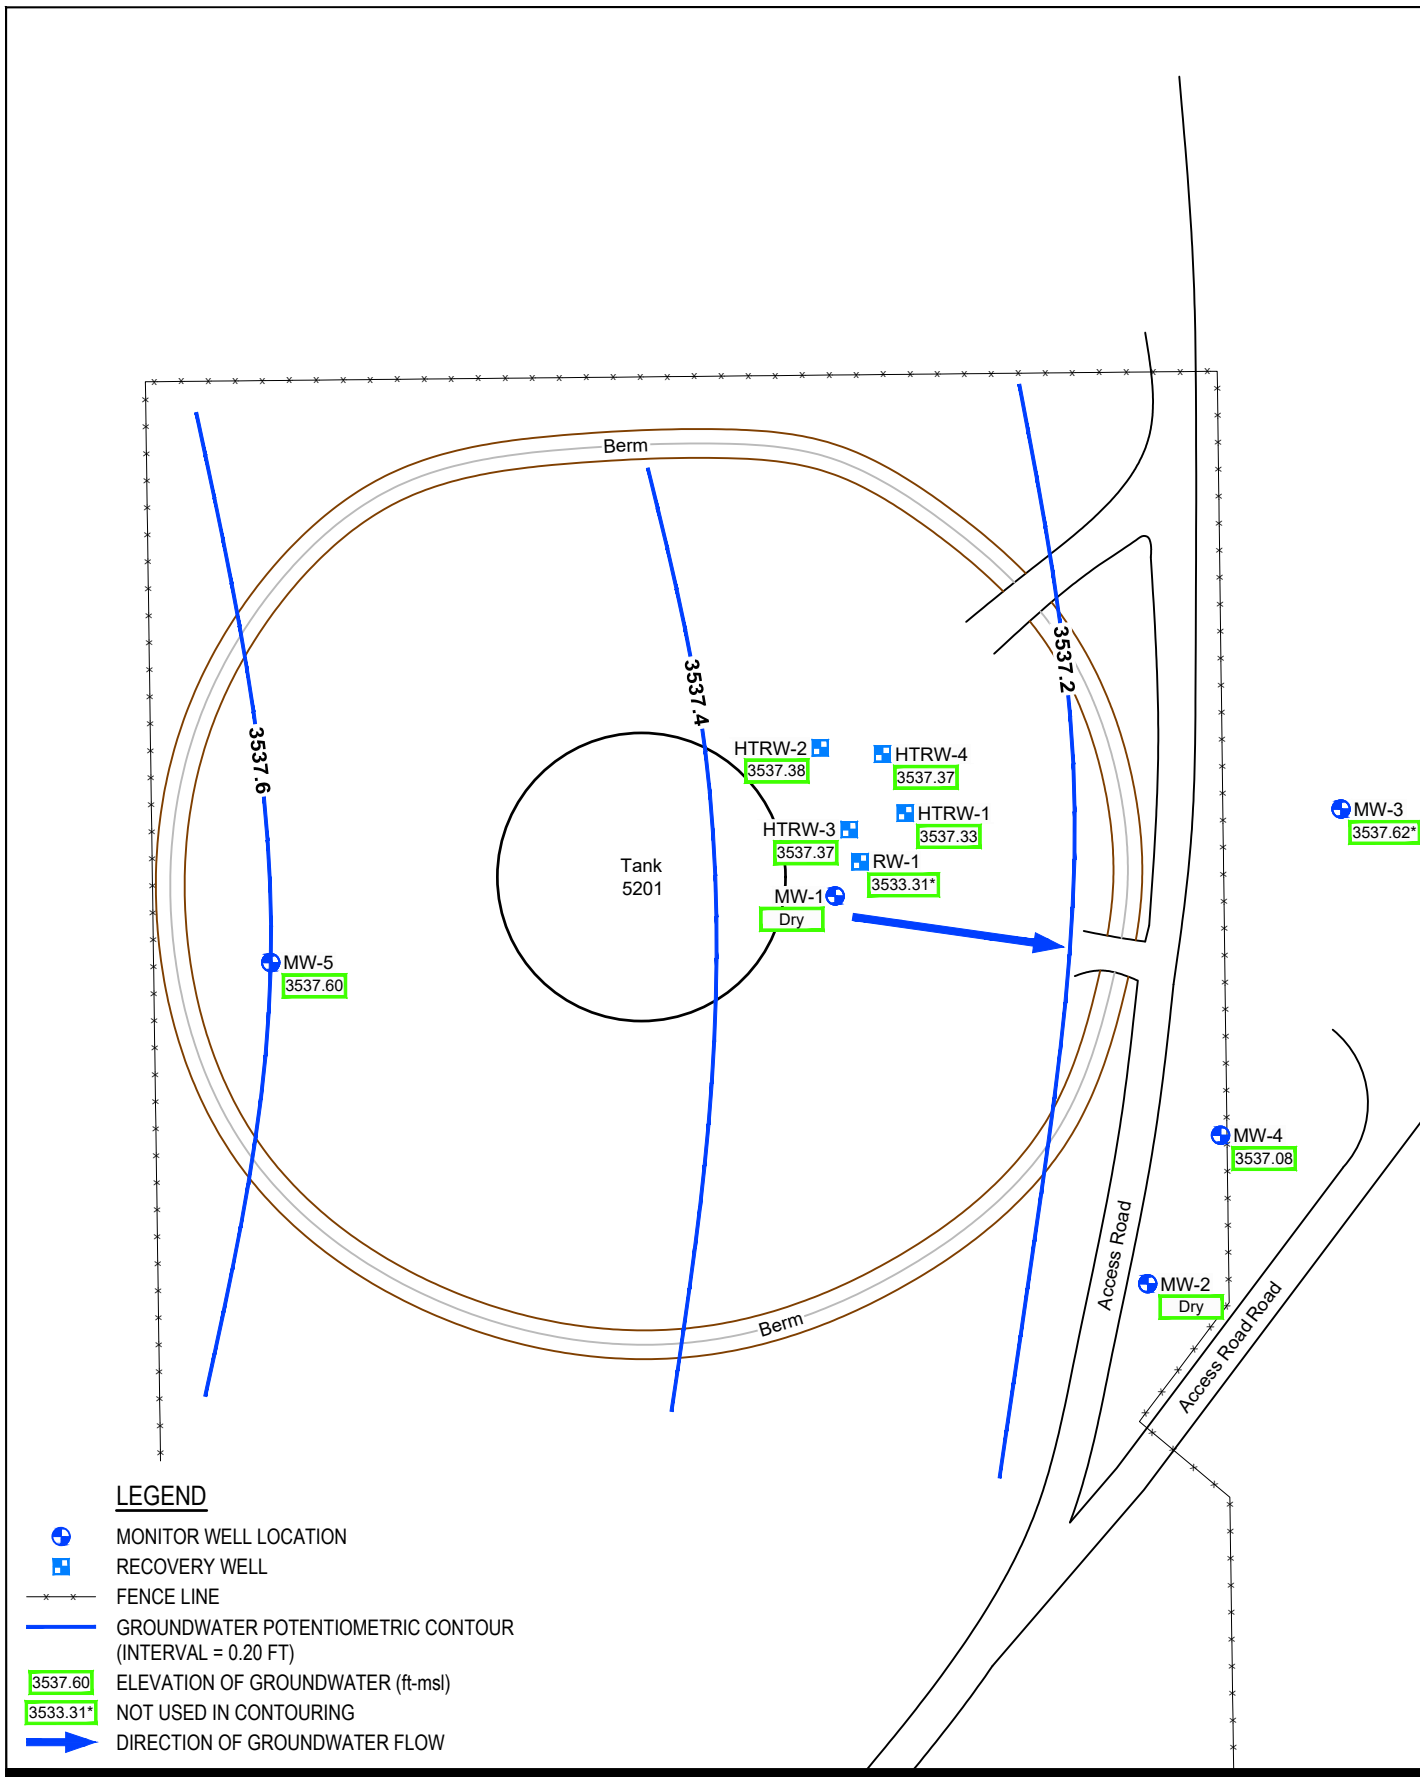 Berm
3537.2
3537.4
3537.6
HTRW-2
3537.38
HTRW-4
3537.37
HTRW-1
3537.33
HTRW-3
3537.37
RW-1
3533.31*
MW-1
Dry
MW-3
3537.62*
Tank
5201
MW-5
3537.60
MW-4
3537.08
Access Road
MW-2
Dry
Access Road Road
Berm
LEGEND
MONITOR WELL LOCATION
RECOVERY WELL
FENCE LINE
GROUNDWATER POTENTIOMETRIC CONTOUR
(INTERVAL = 0.20 FT)
3537.60 ELEVATION OF GROUNDWATER (ft-msl)
3533.31* NOT USED IN CONTOURING
DIRECTION OF GROUNDWATER FLOW